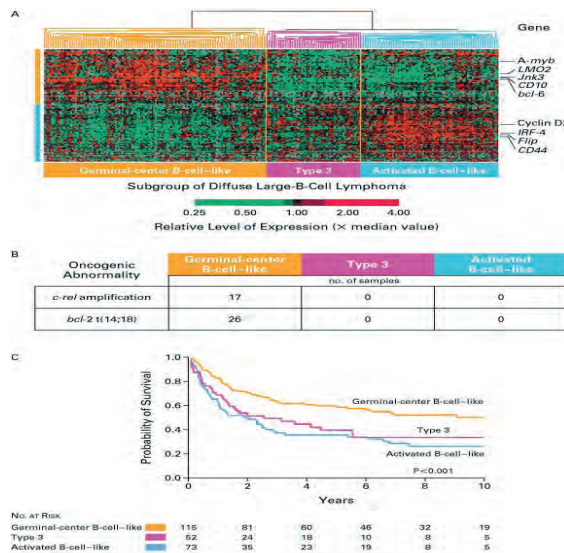 A
Gene
A-myb
LMO2
Jnk3
CD10
bcl-6
Cyclin D2
IRF-4
Flip
CD44
Germinal-center B-cell–like Type 3 Activated B-cell–like
Subgroup of Diffuse Large-B-Cell Lymphoma
0.25 0.50 1.00 2.00 4.00
Relative Level of Expression (× median value)
B
Oncogenic Abnormality Germinal-center B-cell–like Type 3 Activated B-cell–like
no. of samples
c-rel amplification 17 0 0
bcl-2 t(14;18) 26 0 0
C
Probability of Survival
1.0
0.8
0.6
0.4
0.2
0.0
Germinal-center B-cell–like
Type 3
Activated B-cell–like
P<0.001
0 2 4 6 8 10
Years
No. at Risk
Germinal-center B-cell–like 115 81 60 46 32 19
Type 3 52 24 18 10 8 5
Activated B-cell–like 73 35 23 19 8 5